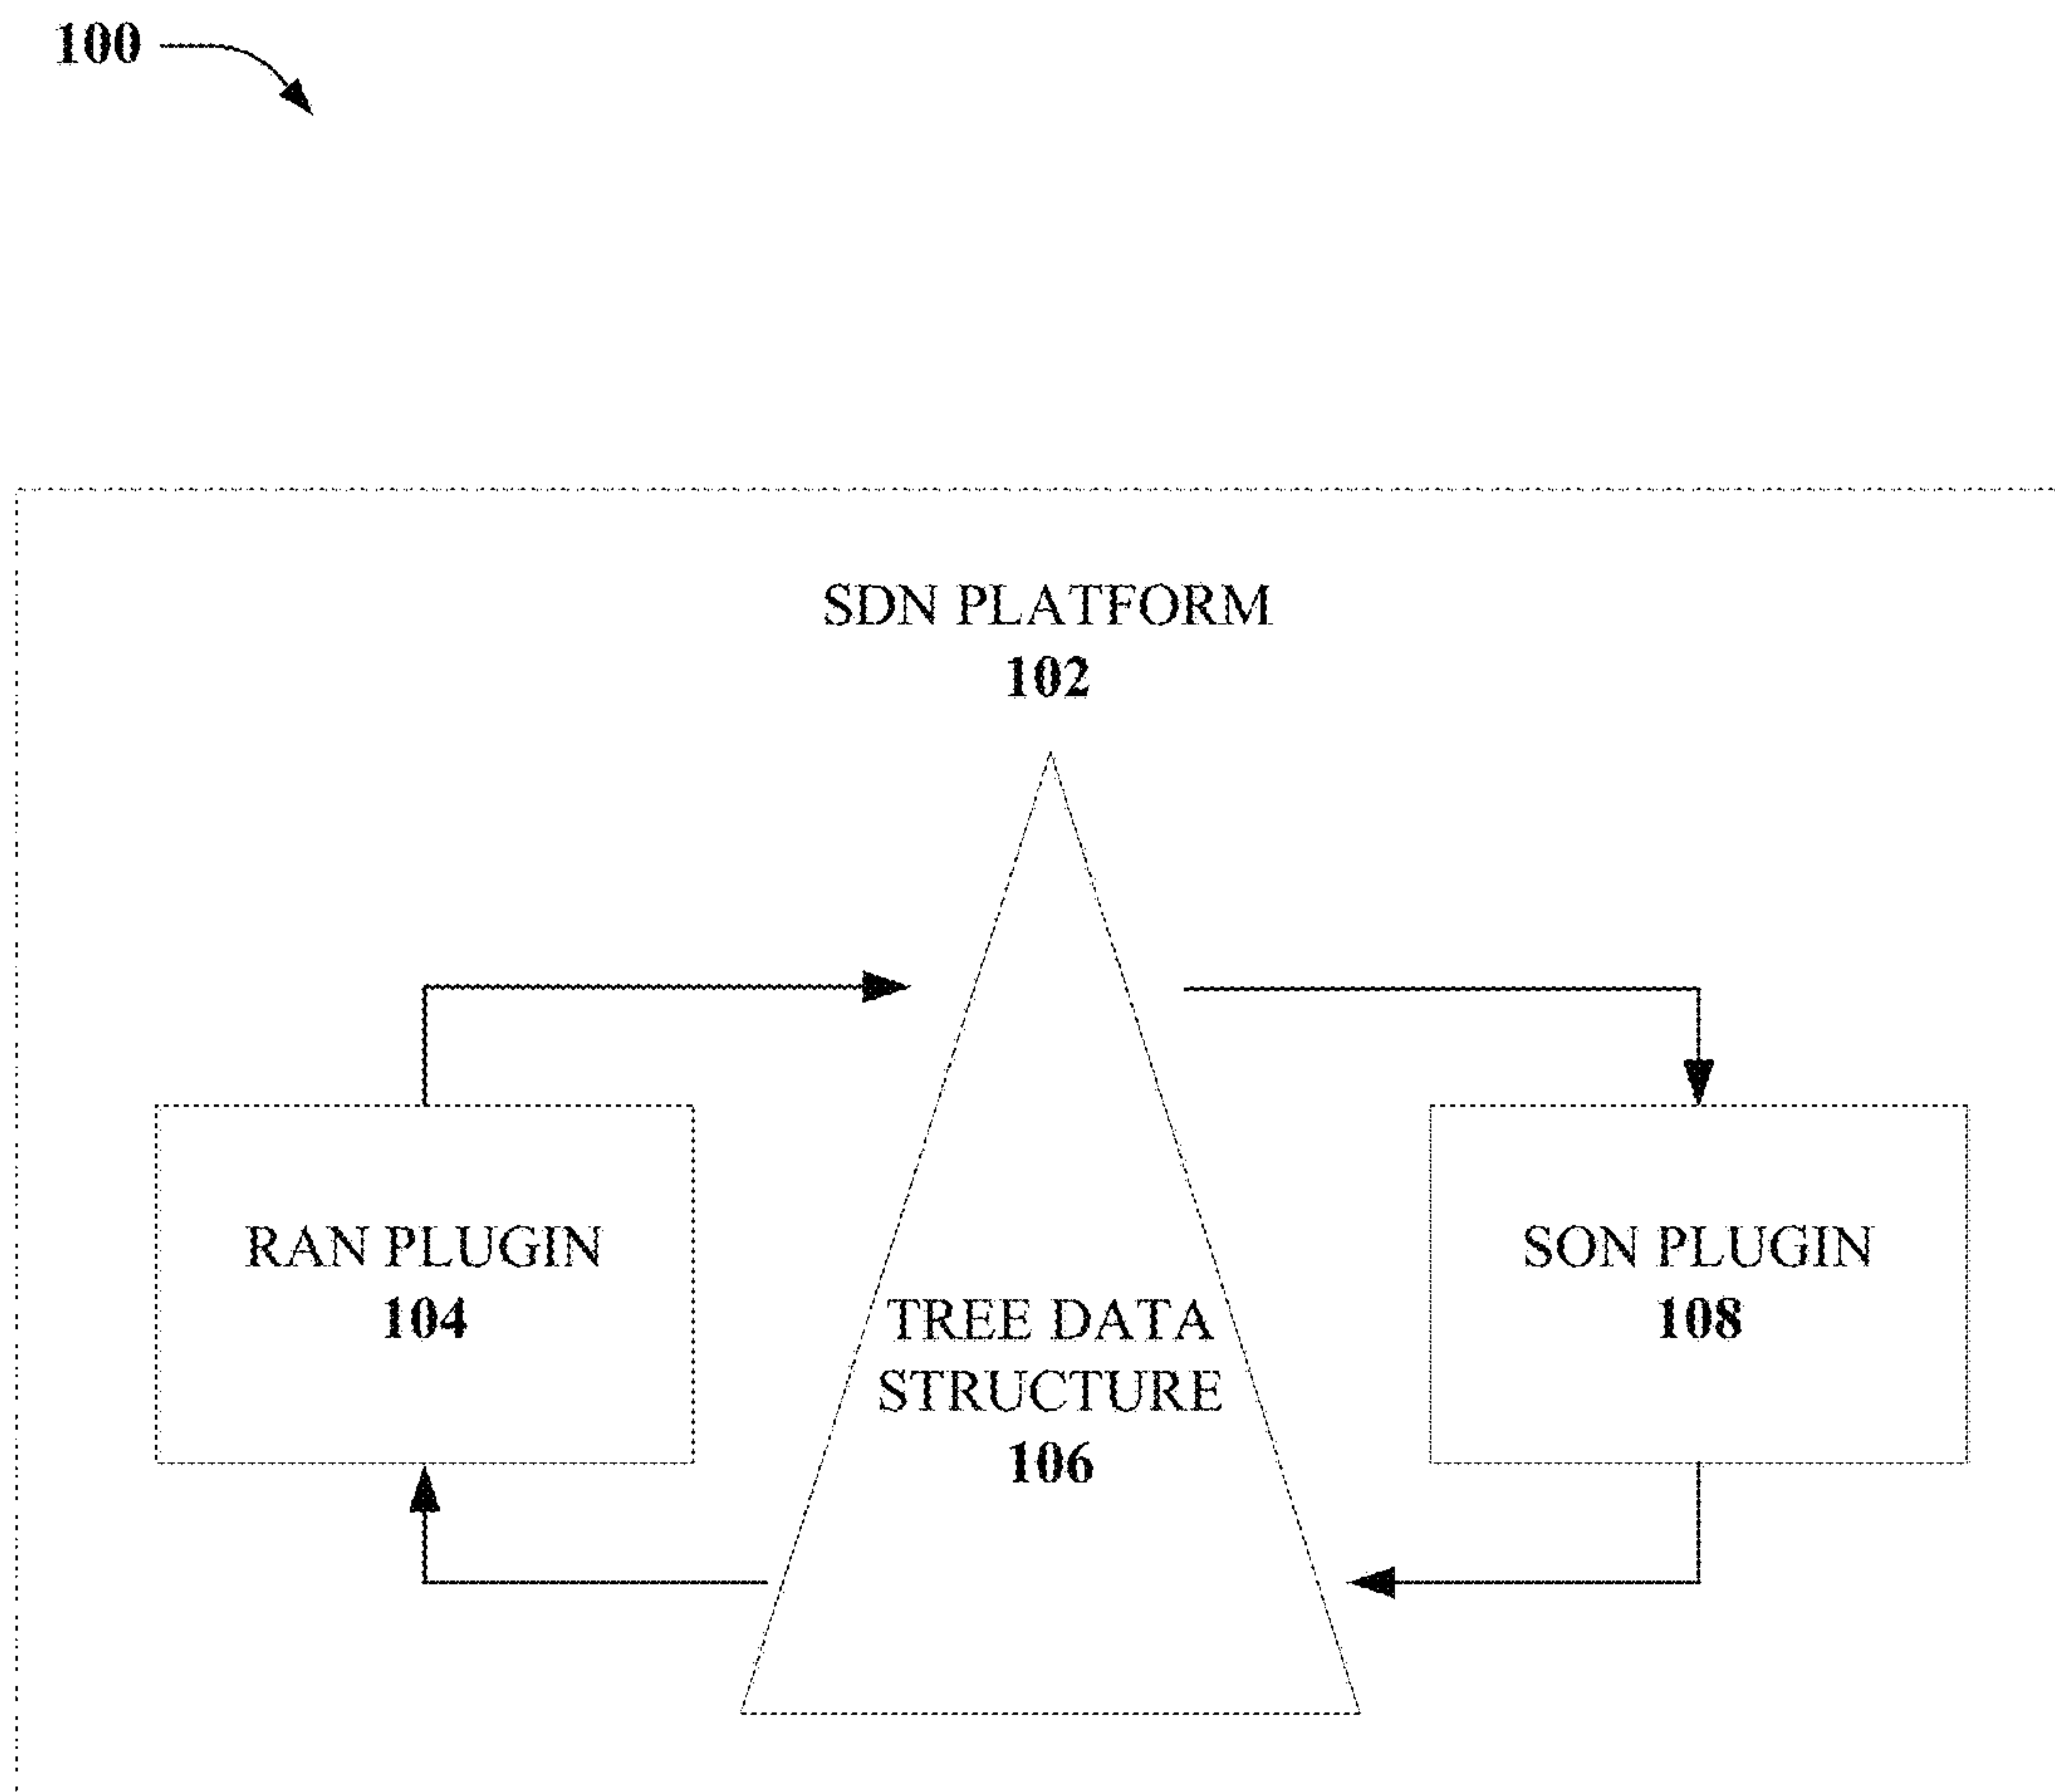 100
SDN PLATFORM
102
RAN PLUGIN
104
TREE DATA
STRUCTURE
106
SON PLUGIN
108